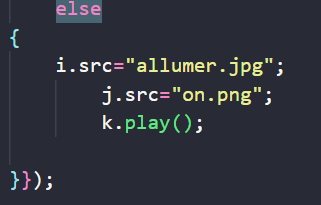 else
{
i.src="allumer.jpg";
j.src="on.png";
k.play();
}});